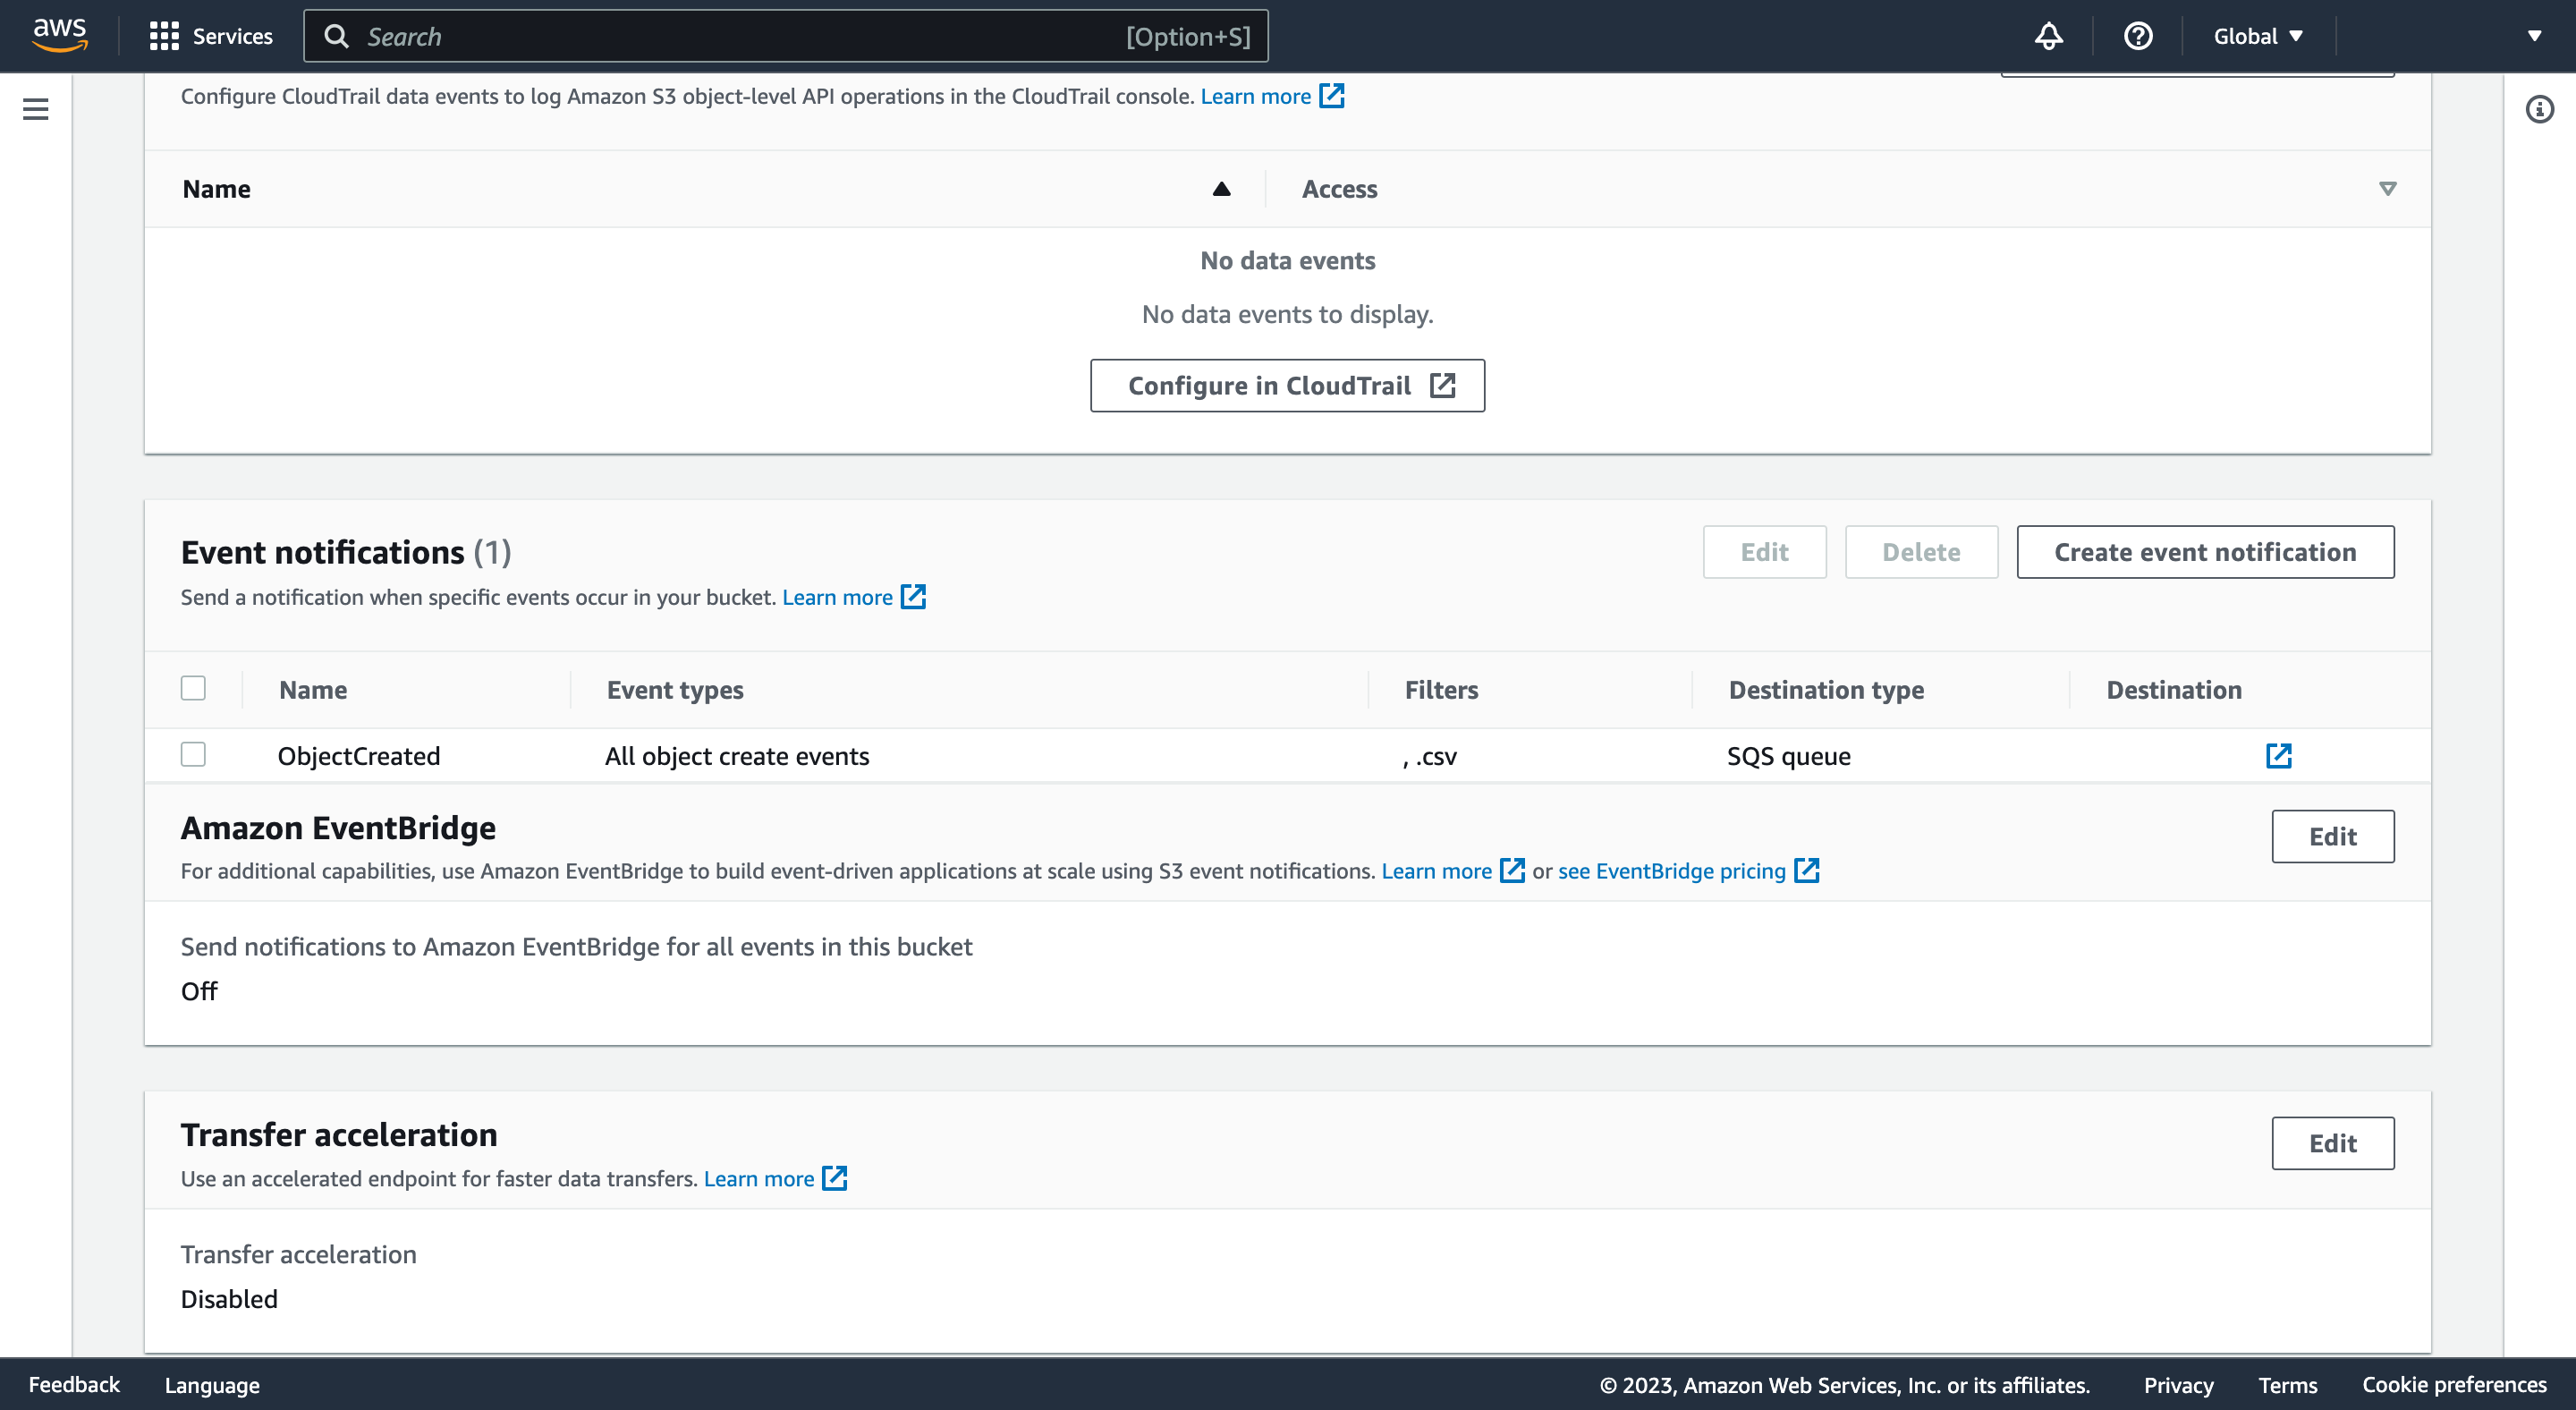 aws Services Search [Option+S] Global
Configure CloudTrail data events to log Amazon S3 object-level API operations in the CloudTrail console. Learn more
Name Access
No data events
No data events to display.
Configure in CloudTrail
Event notifications (1) Edit Delete Create event notification
Send a notification when specific events occur in your bucket. Learn more
Name Event types Filters Destination type Destination
ObjectCreated All object create events , .csv SQS queue
Amazon EventBridge Edit
For additional capabilities, use Amazon EventBridge to build event-driven applications at scale using S3 event notifications. Learn more or see EventBridge pricing
Send notifications to Amazon EventBridge for all events in this bucket
Off
Transfer acceleration Edit
Use an accelerated endpoint for faster data transfers. Learn more
Transfer acceleration
Disabled
Feedback Language © 2023, Amazon Web Services, Inc. or its affiliates. Privacy Terms Cookie preferences